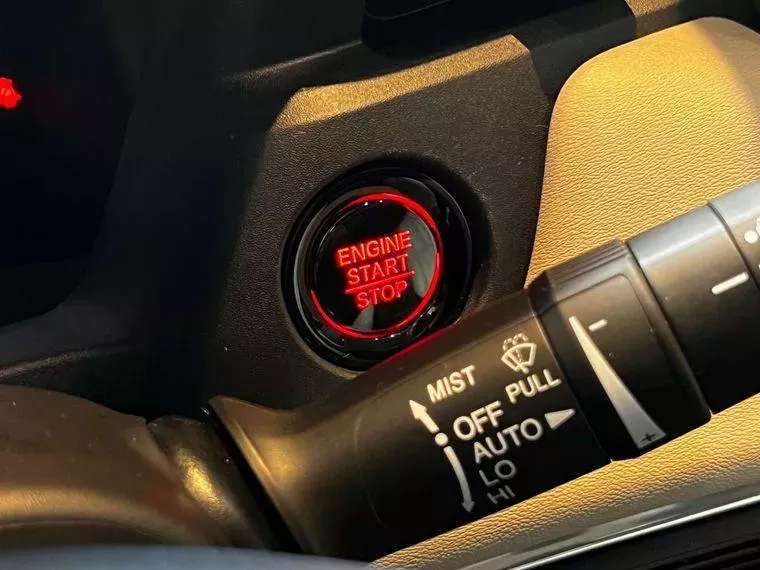 ENGINE
START
STOP
MIST
PULL
OFF
AUTO
LO
HI